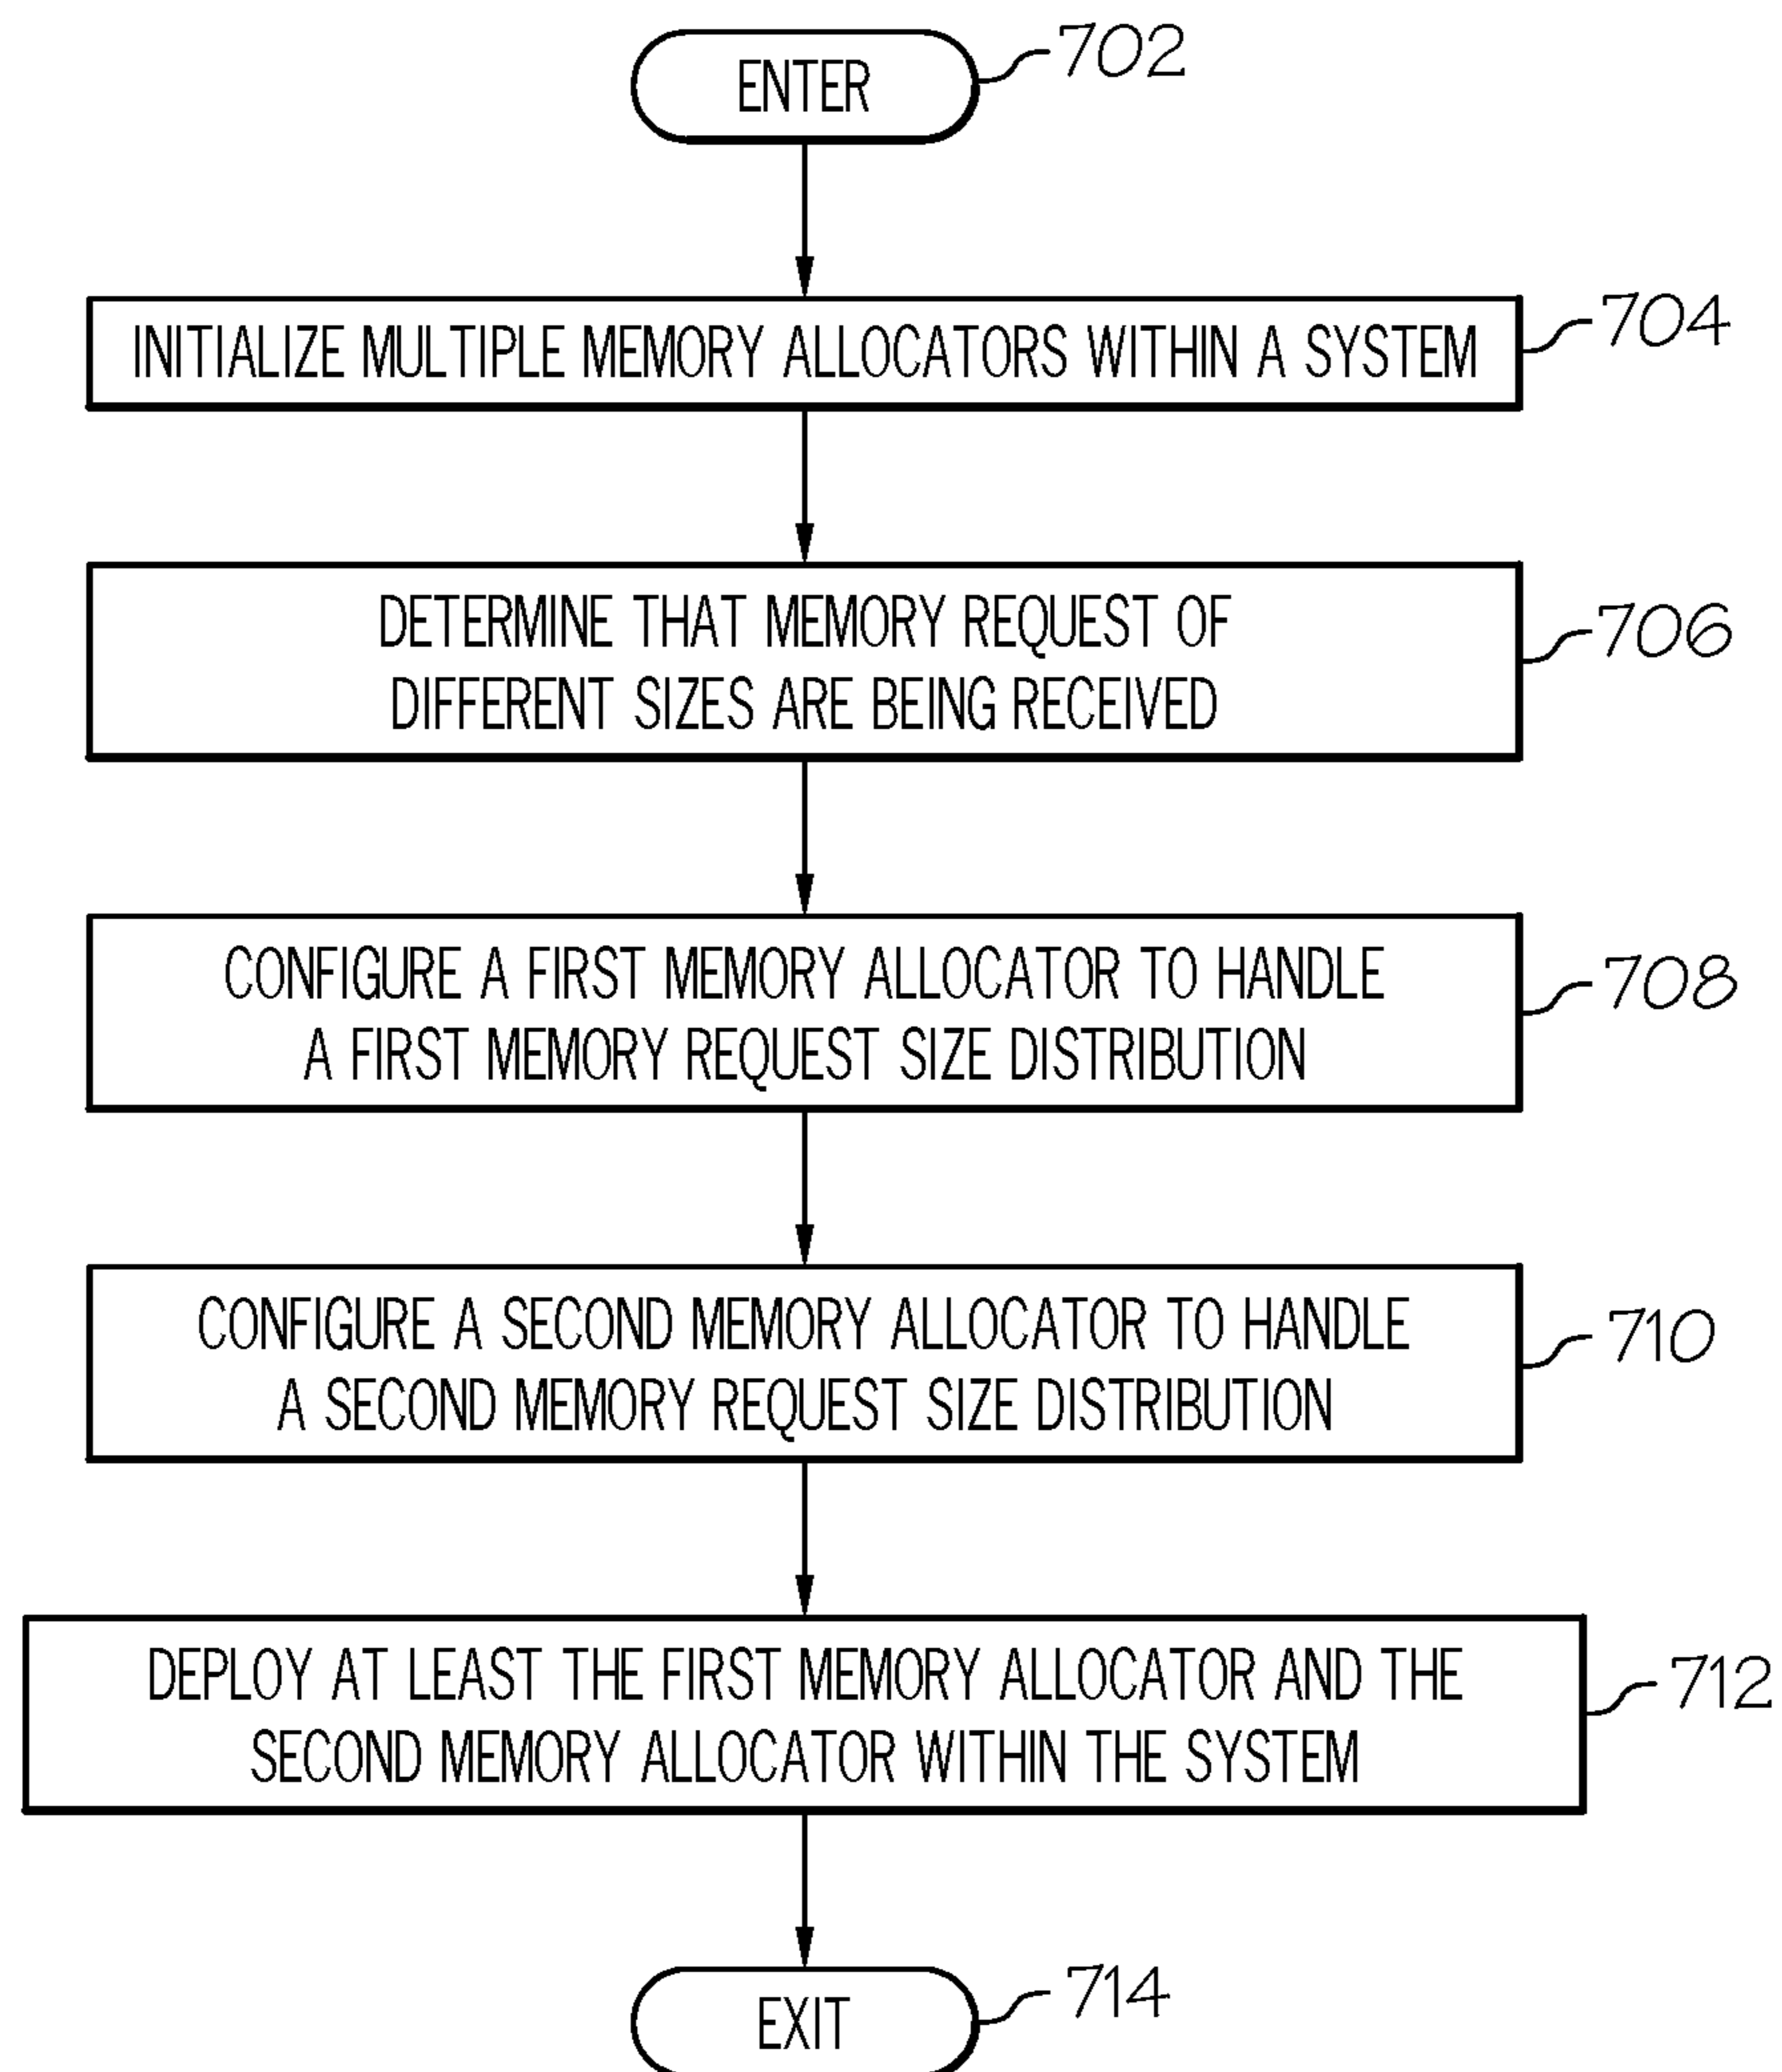 ENTER
702
INITIALIZE MULTIPLE MEMORY ALLOCATORS WITHIN A SYSTEM
704
DETERMINE THAT MEMORY REQUEST OF
DIFFERENT SIZES ARE BEING RECEIVED
706
CONFIGURE A FIRST MEMORY ALLOCATOR TO HANDLE
A FIRST MEMORY REQUEST SIZE DISTRIBUTION
708
CONFIGURE A SECOND MEMORY ALLOCATOR TO HANDLE
A SECOND MEMORY REQUEST SIZE DISTRIBUTION
710
DEPLOY AT LEAST THE FIRST MEMORY ALLOCATOR AND THE
SECOND MEMORY ALLOCATOR WITHIN THE SYSTEM
712
EXIT
714